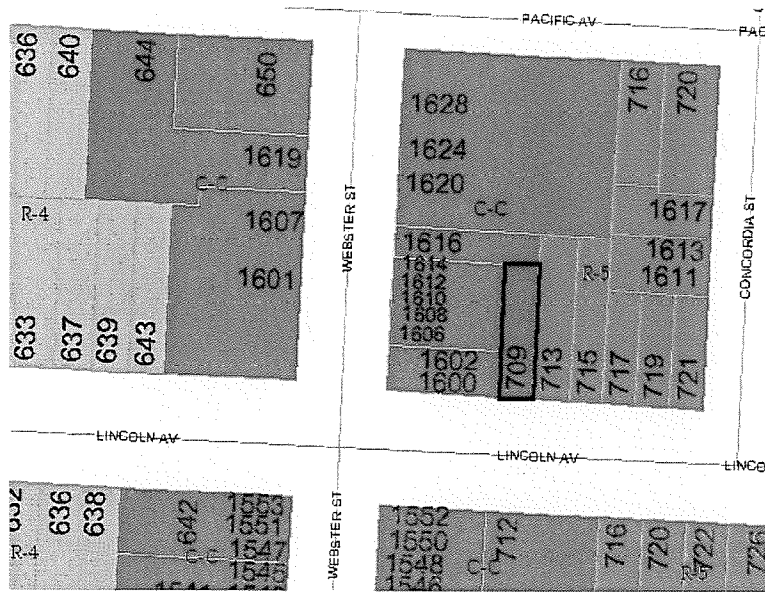 PACIFIC AV
PAC
636
640
644
650
1619
C-C
R-4
1607
1601
633
637
639
643
WEBSTER ST
1628
1624
1620
C-C
716
720
1617
1616
1614
1612
1610
1608
1606
1602
1600
1613
1611
R-5
709
713
715
717
719
721
CONCORDIA ST
LINCOLN AV
LINCOLN AV
LINCO
636
638
R-4
642
C-C
1551
1547
1545
WEBSTER ST
1552
1550
1548
C-C
712
716
720
722
R-5
726